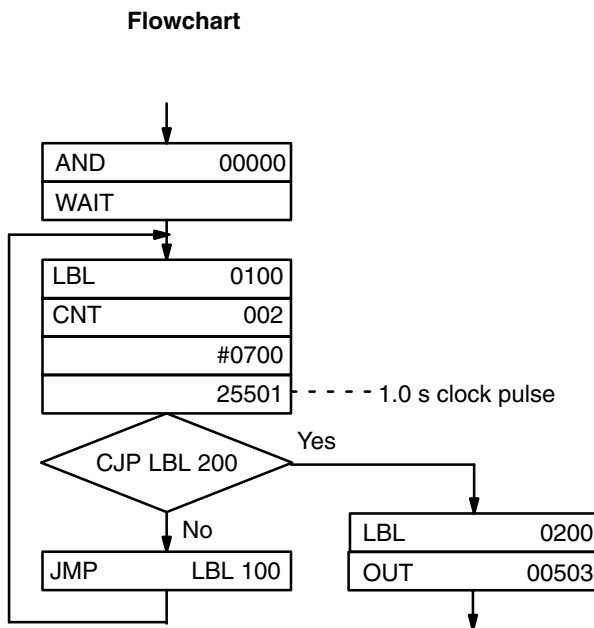 Flowchart
AND 00000
WAIT
LBL 0100
CNT 002
#0700
25501 1.0 s clock pulse
Yes
CJP LBL 200
No
LBL 0200
JMP LBL 100
OUT 00503